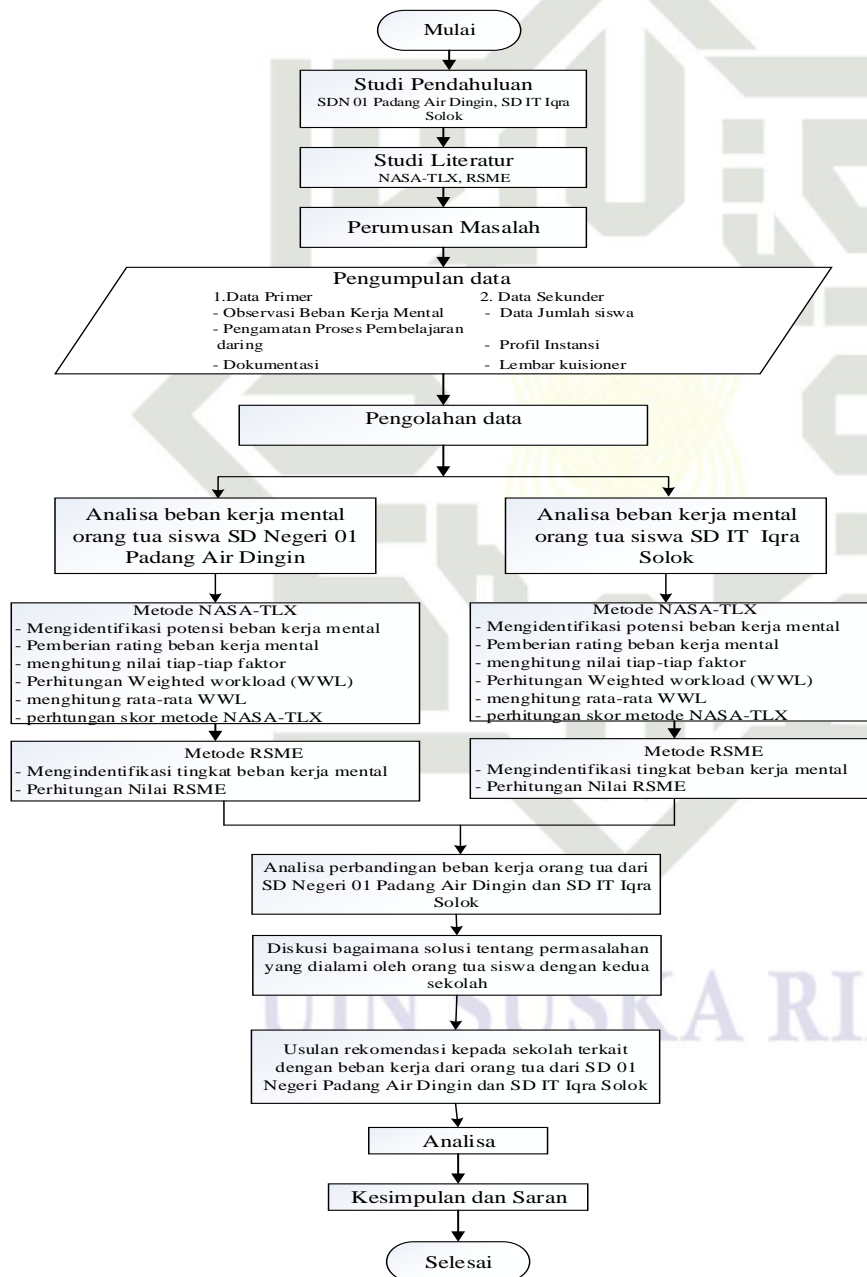 Mulai
Studi Pendahuluan
SDN 01 Padang Air Dingin, SD IT Iqra
Solok
Studi Literatur
NASA-TLX, RSME
Perumusan Masalah
Pengumpulan data
1.Data Primer
- Observasi Beban Kerja Mental
- Pengamatan Proses Pembelajaran
daring
- Dokumentasi
2. Data Sekunder
- Data Jumlah siswa
- Profil Instansi
- Lembar kuisioner
Pengolahan data
Analisa beban kerja mental
orang tua siswa SD Negeri 01
Padang Air Dingin
Analisa beban kerja mental
orang tua siswa SD IT Iqra
Solok
Metode NASA-TLX
- Mengidentifikasi potensi beban kerja mental
- Pemberian rating beban kerja mental
- menghitung nilai tiap-tiap faktor
- Perhitungan Weighted workload (WWL)
- menghitung rata-rata WWL
- perhtungan skor metode NASA-TLX
Metode NASA-TLX
- Mengidentifikasi potensi beban kerja mental
- Pemberian rating beban kerja mental
- menghitung nilai tiap-tiap faktor
- Perhitungan Weighted workload (WWL)
- menghitung rata-rata WWL
- perhtungan skor metode NASA-TLX
Metode RSME
- Mengindentifikasi tingkat beban kerja mental
- Perhitungan Nilai RSME
Metode RSME
- Mengindentifikasi tingkat beban kerja mental
- Perhitungan Nilai RSME
Analisa perbandingan beban kerja orang tua dari
SD Negeri 01 Padang Air Dingin dan SD IT Iqra
Solok
Diskusi bagaimana solusi tentang permasalahan
yang dialami oleh orang tua siswa dengan kedua
sekolah
UIN SUSKA RI
Usulan rekomendasi kepada sekolah terkait
dengan beban kerja dari orang tua dari SD 01
Negeri Padang Air Dingin dan SD IT Iqra Solok
Analisa
Kesimpulan dan Saran
Selesai